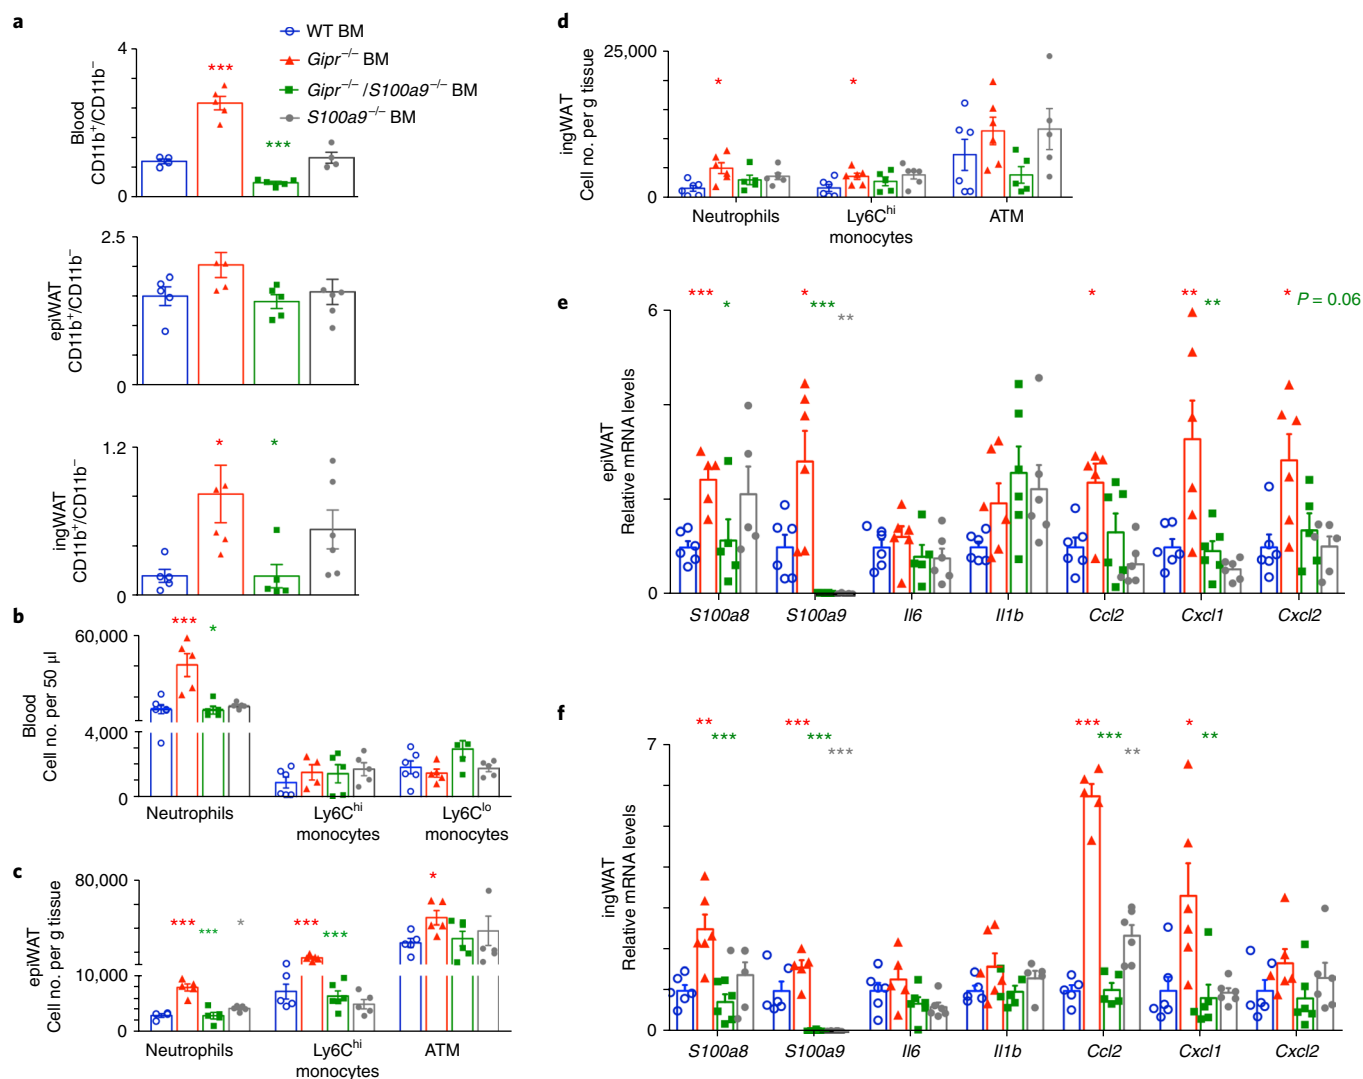 a
WT BM
Gipr−/− BM
Gipr−/−/S100a9−/− BM
S100a9−/− BM
Blood
CD11b+/CD11b−
4
0
***
***
epiWAT
CD11b+/CD11b−
2.5
0
ingWAT
CD11b+/CD11b−
1.2
0
*
*
b
Blood
Cell no. per 50 µl
60,000
4,000
0
***
*
Neutrophils
Ly6Chi
monocytes
Ly6Clo
monocytes
c
epiWAT
Cell no. per g tissue
80,000
10,000
0
***
***
*
***
***
*
Neutrophils
Ly6Chi
monocytes
ATM
d
ingWAT
Cell no. per g tissue
25,000
0
*
*
Neutrophils
Ly6Chi
monocytes
ATM
e
epiWAT
Relative mRNA levels
6
0
***
*
*
***
**
*
**
**
*
P = 0.06
S100a8
S100a9
Il6
Il1b
Ccl2
Cxcl1
Cxcl2
f
ingWAT
Relative mRNA levels
7
0
**
***
***
***
***
***
***
**
*
**
S100a8
S100a9
Il6
Il1b
Ccl2
Cxcl1
Cxcl2